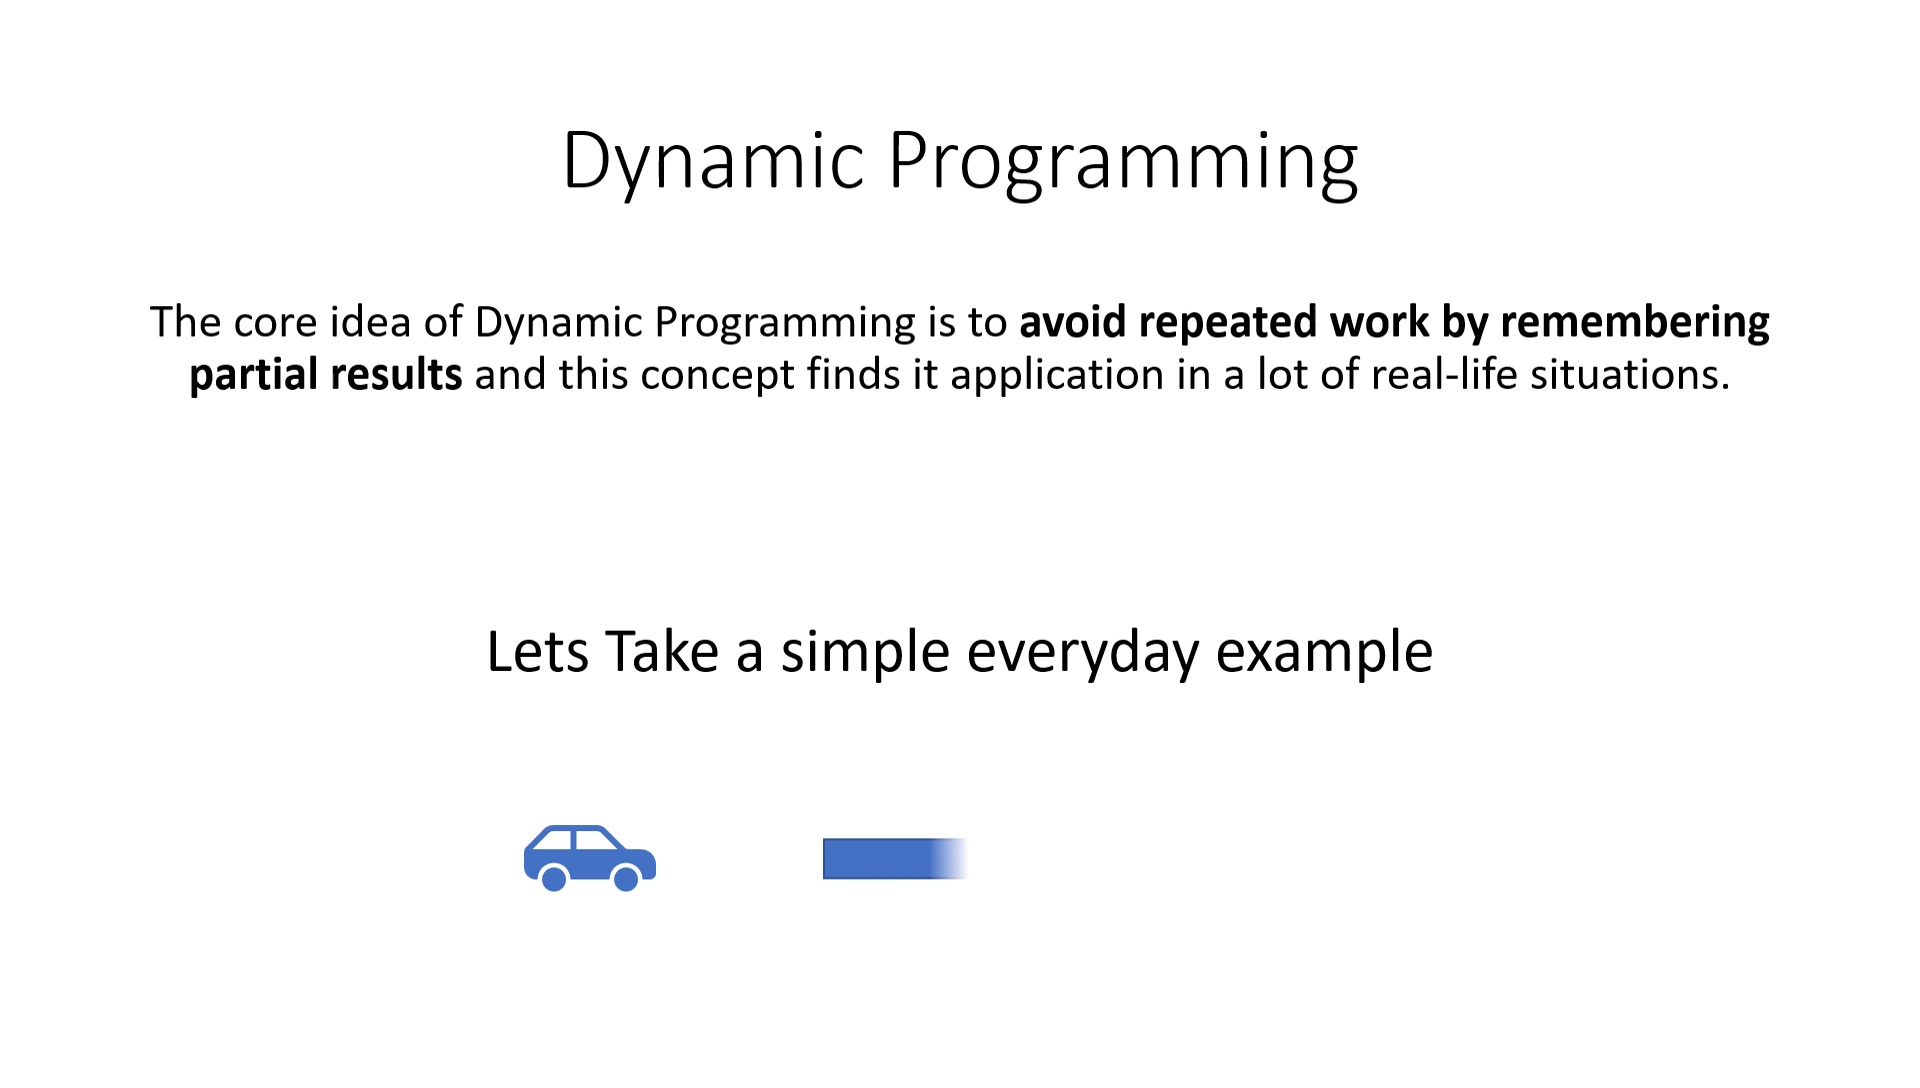 Dynamic Programming
The core idea of Dynamic Programming is to avoid repeated work by remembering
partial results and this concept finds it application in a lot of real-life situations.
Lets Take a simple everyday example